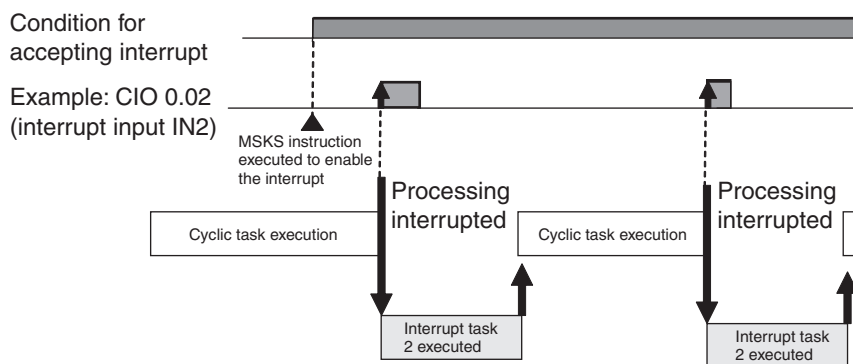 Condition for
accepting interrupt
Example: CIO 0.02
(interrupt input IN2)
MSKS instruction
executed to enable
the interrupt
Processing
interrupted
Processing
interrupted
Cyclic task execution
Cyclic task execution
Interrupt task
2 executed
Interrupt task
2 executed